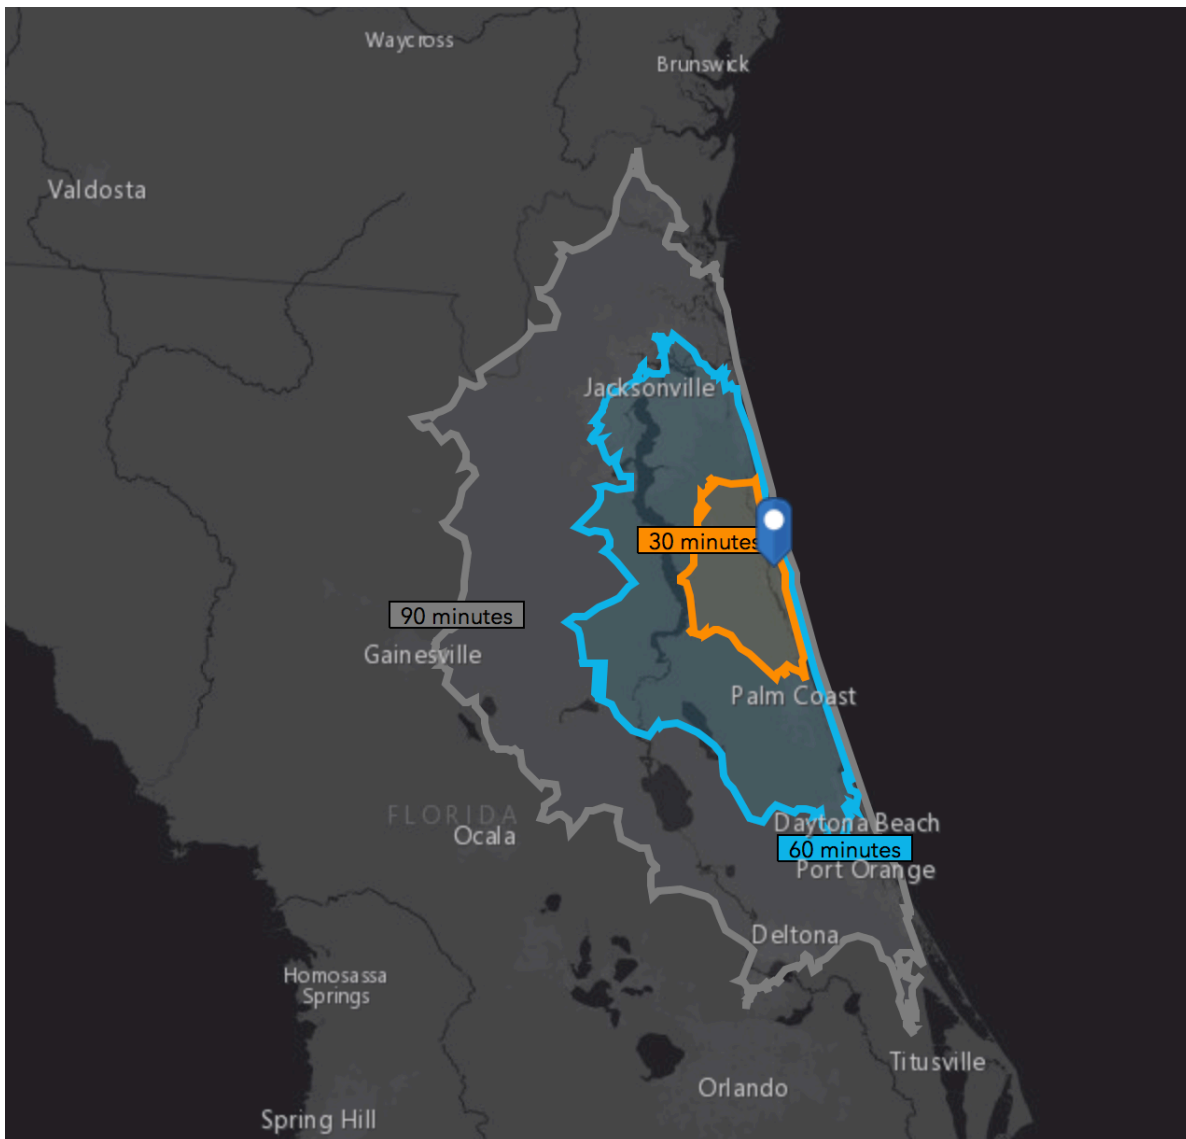 Waycross
Brunswick
Valdosta
Jacksonville
30 minutes
90 minutes
Gainesville
Palm Coast
FLORIDA
Ocala
Daytona Beach
60 minutes
Port Orange
Deltona
Homosassa
Springs
Titusville
Orlando
Spring Hill